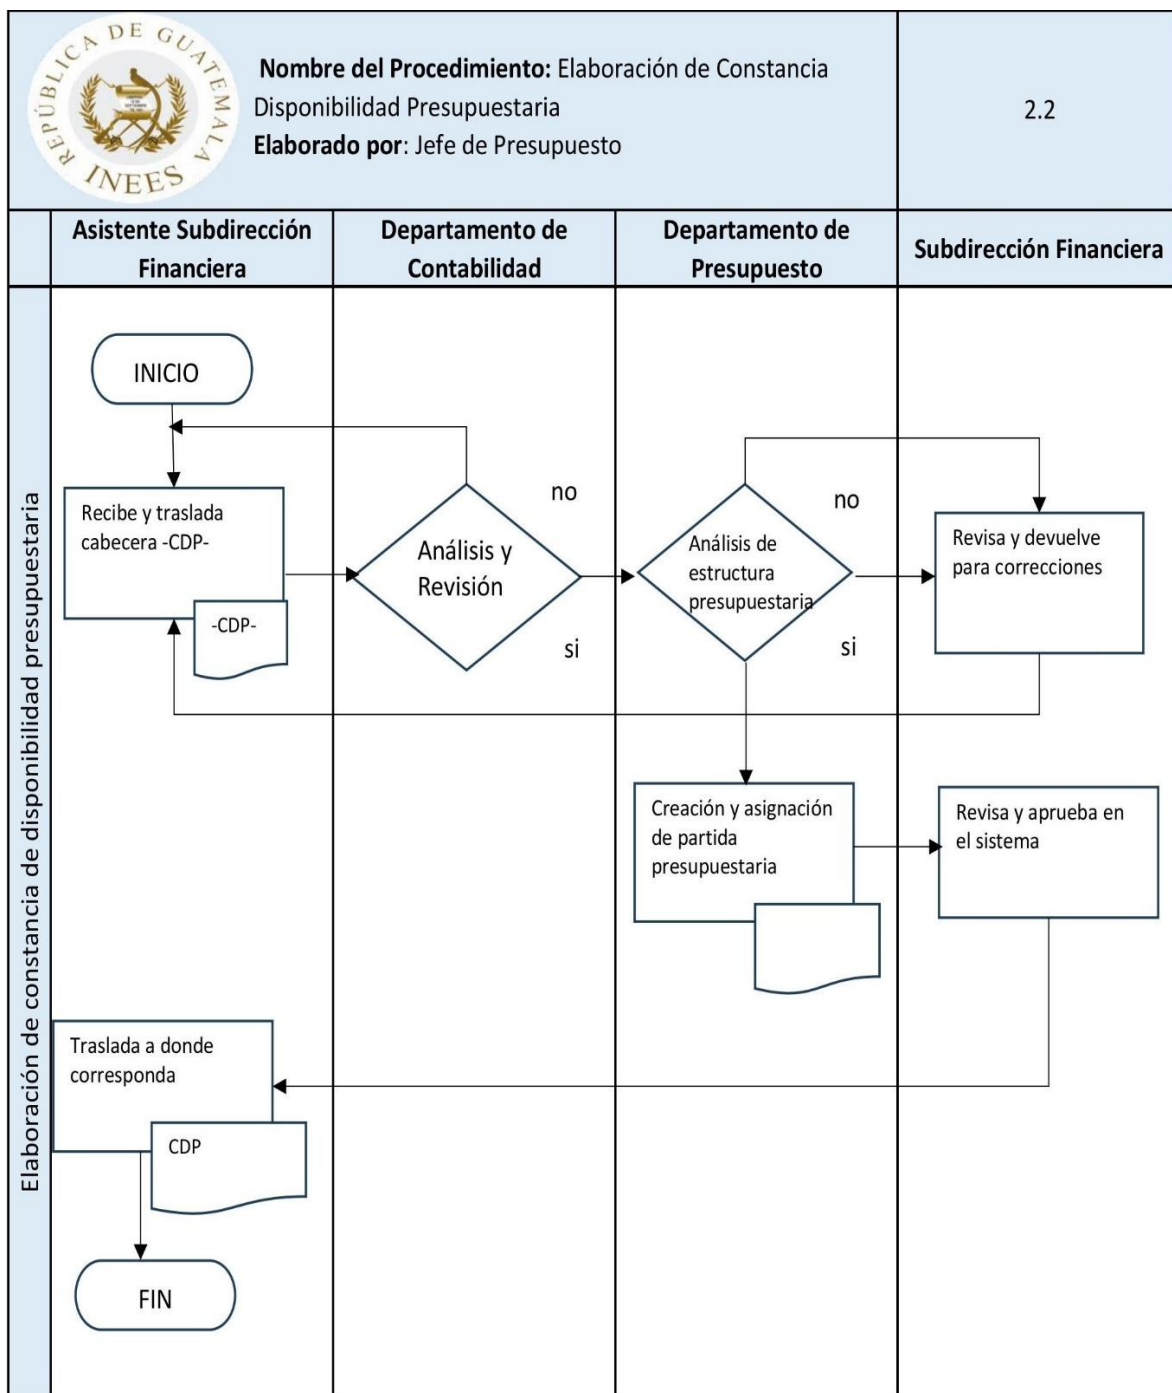 REPÚBLICA DE GUATEMALA
INEES
Nombre del Procedimiento: Elaboración de Constancia
Disponibilidad Presupuestaria
Elaborado por: Jefe de Presupuesto
2.2
Asistente Subdirección
Financiera
Departamento de
Contabilidad
Departamento de
Presupuesto
Subdirección Financiera
Elaboración de constancia de disponibilidad presupuestaria
INICIO
Recibe y traslada
cabecera -CDP-
-CDP-
Análisis y
Revisión
no
si
Análisis de
estructura
presupuestaria
no
si
Revisa y devuelve
para correcciones
Creación y asignación
de partida
presupuestaria
Revisa y aprueba en
el sistema
Traslada a donde
corresponda
CDP
FIN